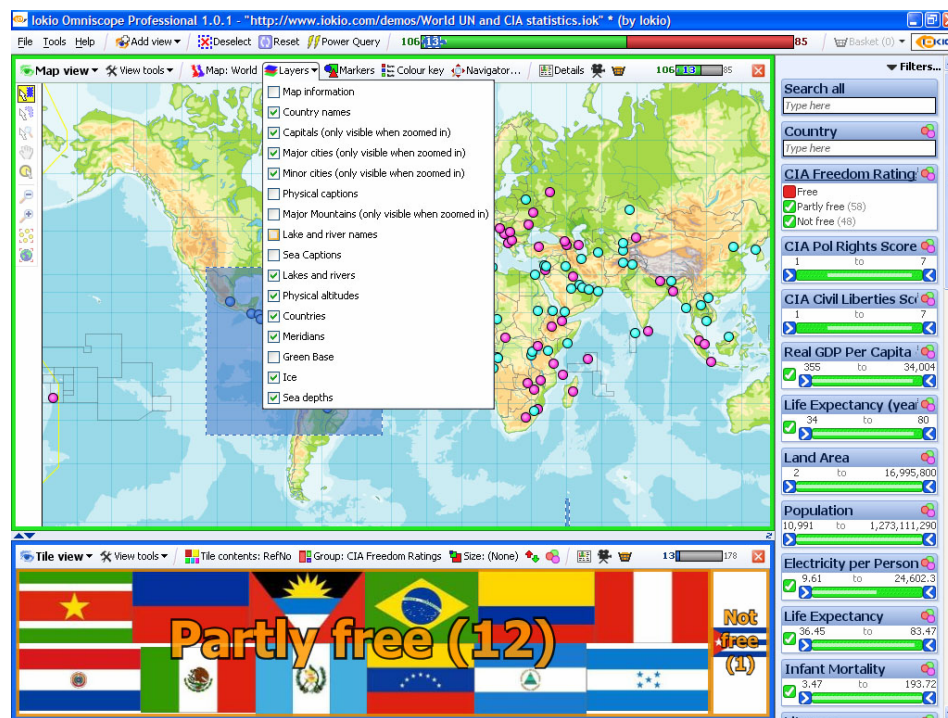 Iokio Omniscope Professional 1.0.1 - "http://www.iokio.com/demos/World UN and CIA statistics.iok" * (by Iokio)
File Tools Help Add view Deselect Reset Power Query 106 13 85 Basket (0)
Map view View tools Map: World Layers Markers Colour key Navigator... Details 106 13 85
Map information
Country names
Capitals (only visible when zoomed in)
Major cities (only visible when zoomed in)
Minor cities (only visible when zoomed in)
Physical captions
Major Mountains (only visible when zoomed in)
Lake and river names
Sea Captions
Lakes and rivers
Physical altitudes
Countries
Meridians
Green Base
Ice
Sea depths
Filters...
Search all
Type here
Country
Type here
CIA Freedom Rating
Free
Partly free (58)
Not free (48)
CIA Pol Rights Score
1 to 7
CIA Civil Liberties Sc
1 to 7
Real GDP Per Capita
355 to 34,004
Life Expectancy (year
34 to 80
Land Area
2 to 16,995,800
Population
10,991 to 1,273,111,290
Electricity per Person
9.61 to 24,602.3
Life Expectancy
36.45 to 83.47
Infant Mortality
3.47 to 193.72
Tile view View tools Tile contents: RefNo Group: CIA Freedom Ratings Size: (None) 13 178
Partly free (12)
Not
free
(1)